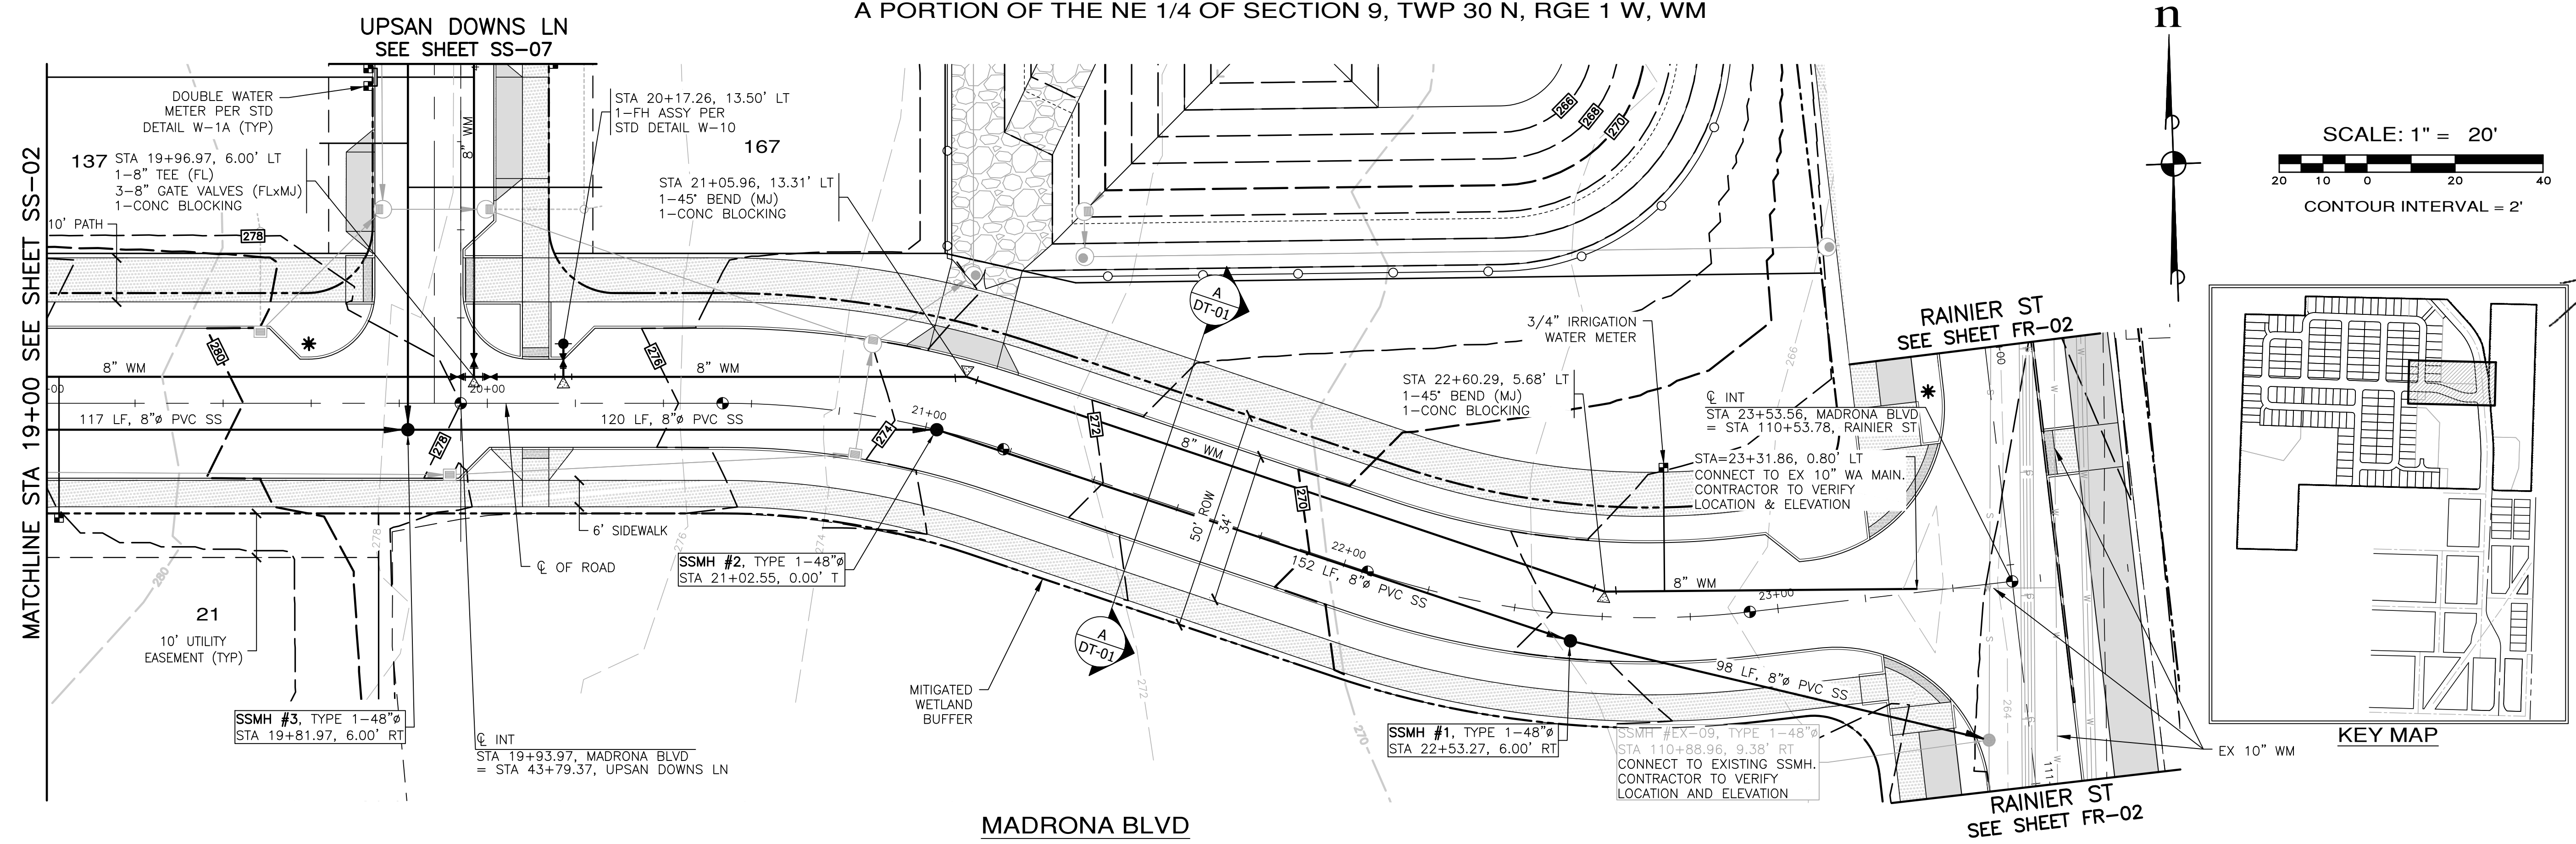 A PORTION OF THE NE 1/4 OF SECTION 9, TWP 30 N, RGE 1 W, WM
UPSAN DOWNS LN
SEE SHEET SS-07
MATCHLINE STA 19+00 SEE SHEET SS-02
DOUBLE WATER
METER PER STD
DETAIL W-1A (TYP)
137
STA 19+96.97, 6.00' LT
1-8" TEE (FL)
3-8" GATE VALVES (FLxMJ)
1-CONC BLOCKING
10' PATH
278
8" WM
STA 20+17.26, 13.50' LT
1-FH ASSY PER
STD DETAIL W-10
167
STA 21+05.96, 13.31' LT
1-45° BEND (MJ)
1-CONC BLOCKING
266
268
270
A
DT-01
3/4" IRRIGATION
WATER METER
266
RAINIER ST
SEE SHEET FR-02
n
SCALE: 1" = 20'
20 10 0 20 40
CONTOUR INTERVAL = 2'
280
276
8" WM
8" WM
-00
20+00
117 LF, 8"ø PVC SS
120 LF, 8"ø PVC SS
21+00
278
274
272
8" WM
STA 22+60.29, 5.68' LT
1-45° BEND (MJ)
1-CONC BLOCKING
℄ INT
STA 23+53.56, MADRONA BLVD
= STA 110+53.78, RAINIER ST
STA=23+31.86, 0.80' LT
CONNECT TO EX 10" WA MAIN.
CONTRACTOR TO VERIFY
LOCATION & ELEVATION
270
50' ROW
34'
22+00
152 LF, 8"ø PVC SS
8" WM
23+00
6' SIDEWALK
℄ OF ROAD
SSMH #2, TYPE 1-48"ø
STA 21+02.55, 0.00' T
278
276
274
280
21
10' UTILITY
EASEMENT (TYP)
A
DT-01
98 LF, 8"ø PVC SS
272
270
264
MITIGATED
WETLAND
BUFFER
SSMH #3, TYPE 1-48"ø
STA 19+81.97, 6.00' RT
℄ INT
STA 19+93.97, MADRONA BLVD
= STA 43+79.37, UPSAN DOWNS LN
SSMH #1, TYPE 1-48"ø
STA 22+53.27, 6.00' RT
SSMH #EX-09, TYPE 1-48"ø
STA 110+88.96, 9.38' RT
CONNECT TO EXISTING SSMH.
CONTRACTOR TO VERIFY
LOCATION AND ELEVATION
EX 10" WM
KEY MAP
RAINIER ST
SEE SHEET FR-02
MADRONA BLVD